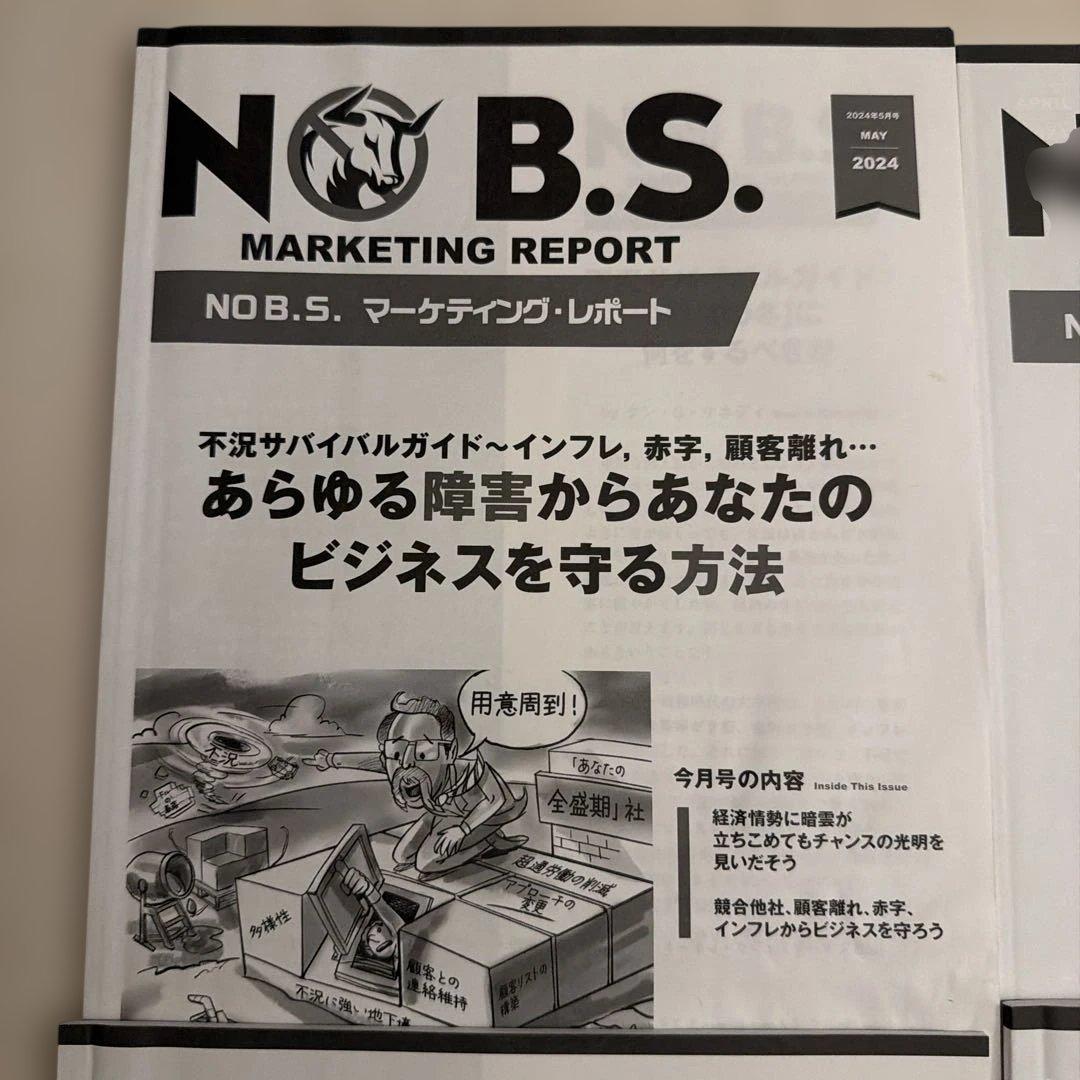 NO B.S.
2024年5月号
MAY
2024
MARKETING REPORT
NO B.S. マーケティング・レポート
不況サバイバルガイド～インフレ, 赤字, 顧客離れ…
あらゆる障害からあなたの
ビジネスを守る方法
用意周到!
不況
「あなたの
全盛期」社
超過労働の削減
アプローチの
変更
多様性
顧客との
連絡維持
顧客リストの
構築
不況に強い地下
今月号の内容 Inside This Issue
経済情勢に暗雲が
立ちこめてもチャンスの光明を
見いだそう
競合他社、顧客離れ、赤字、
インフレからビジネスを守ろう
APRIL
N
N